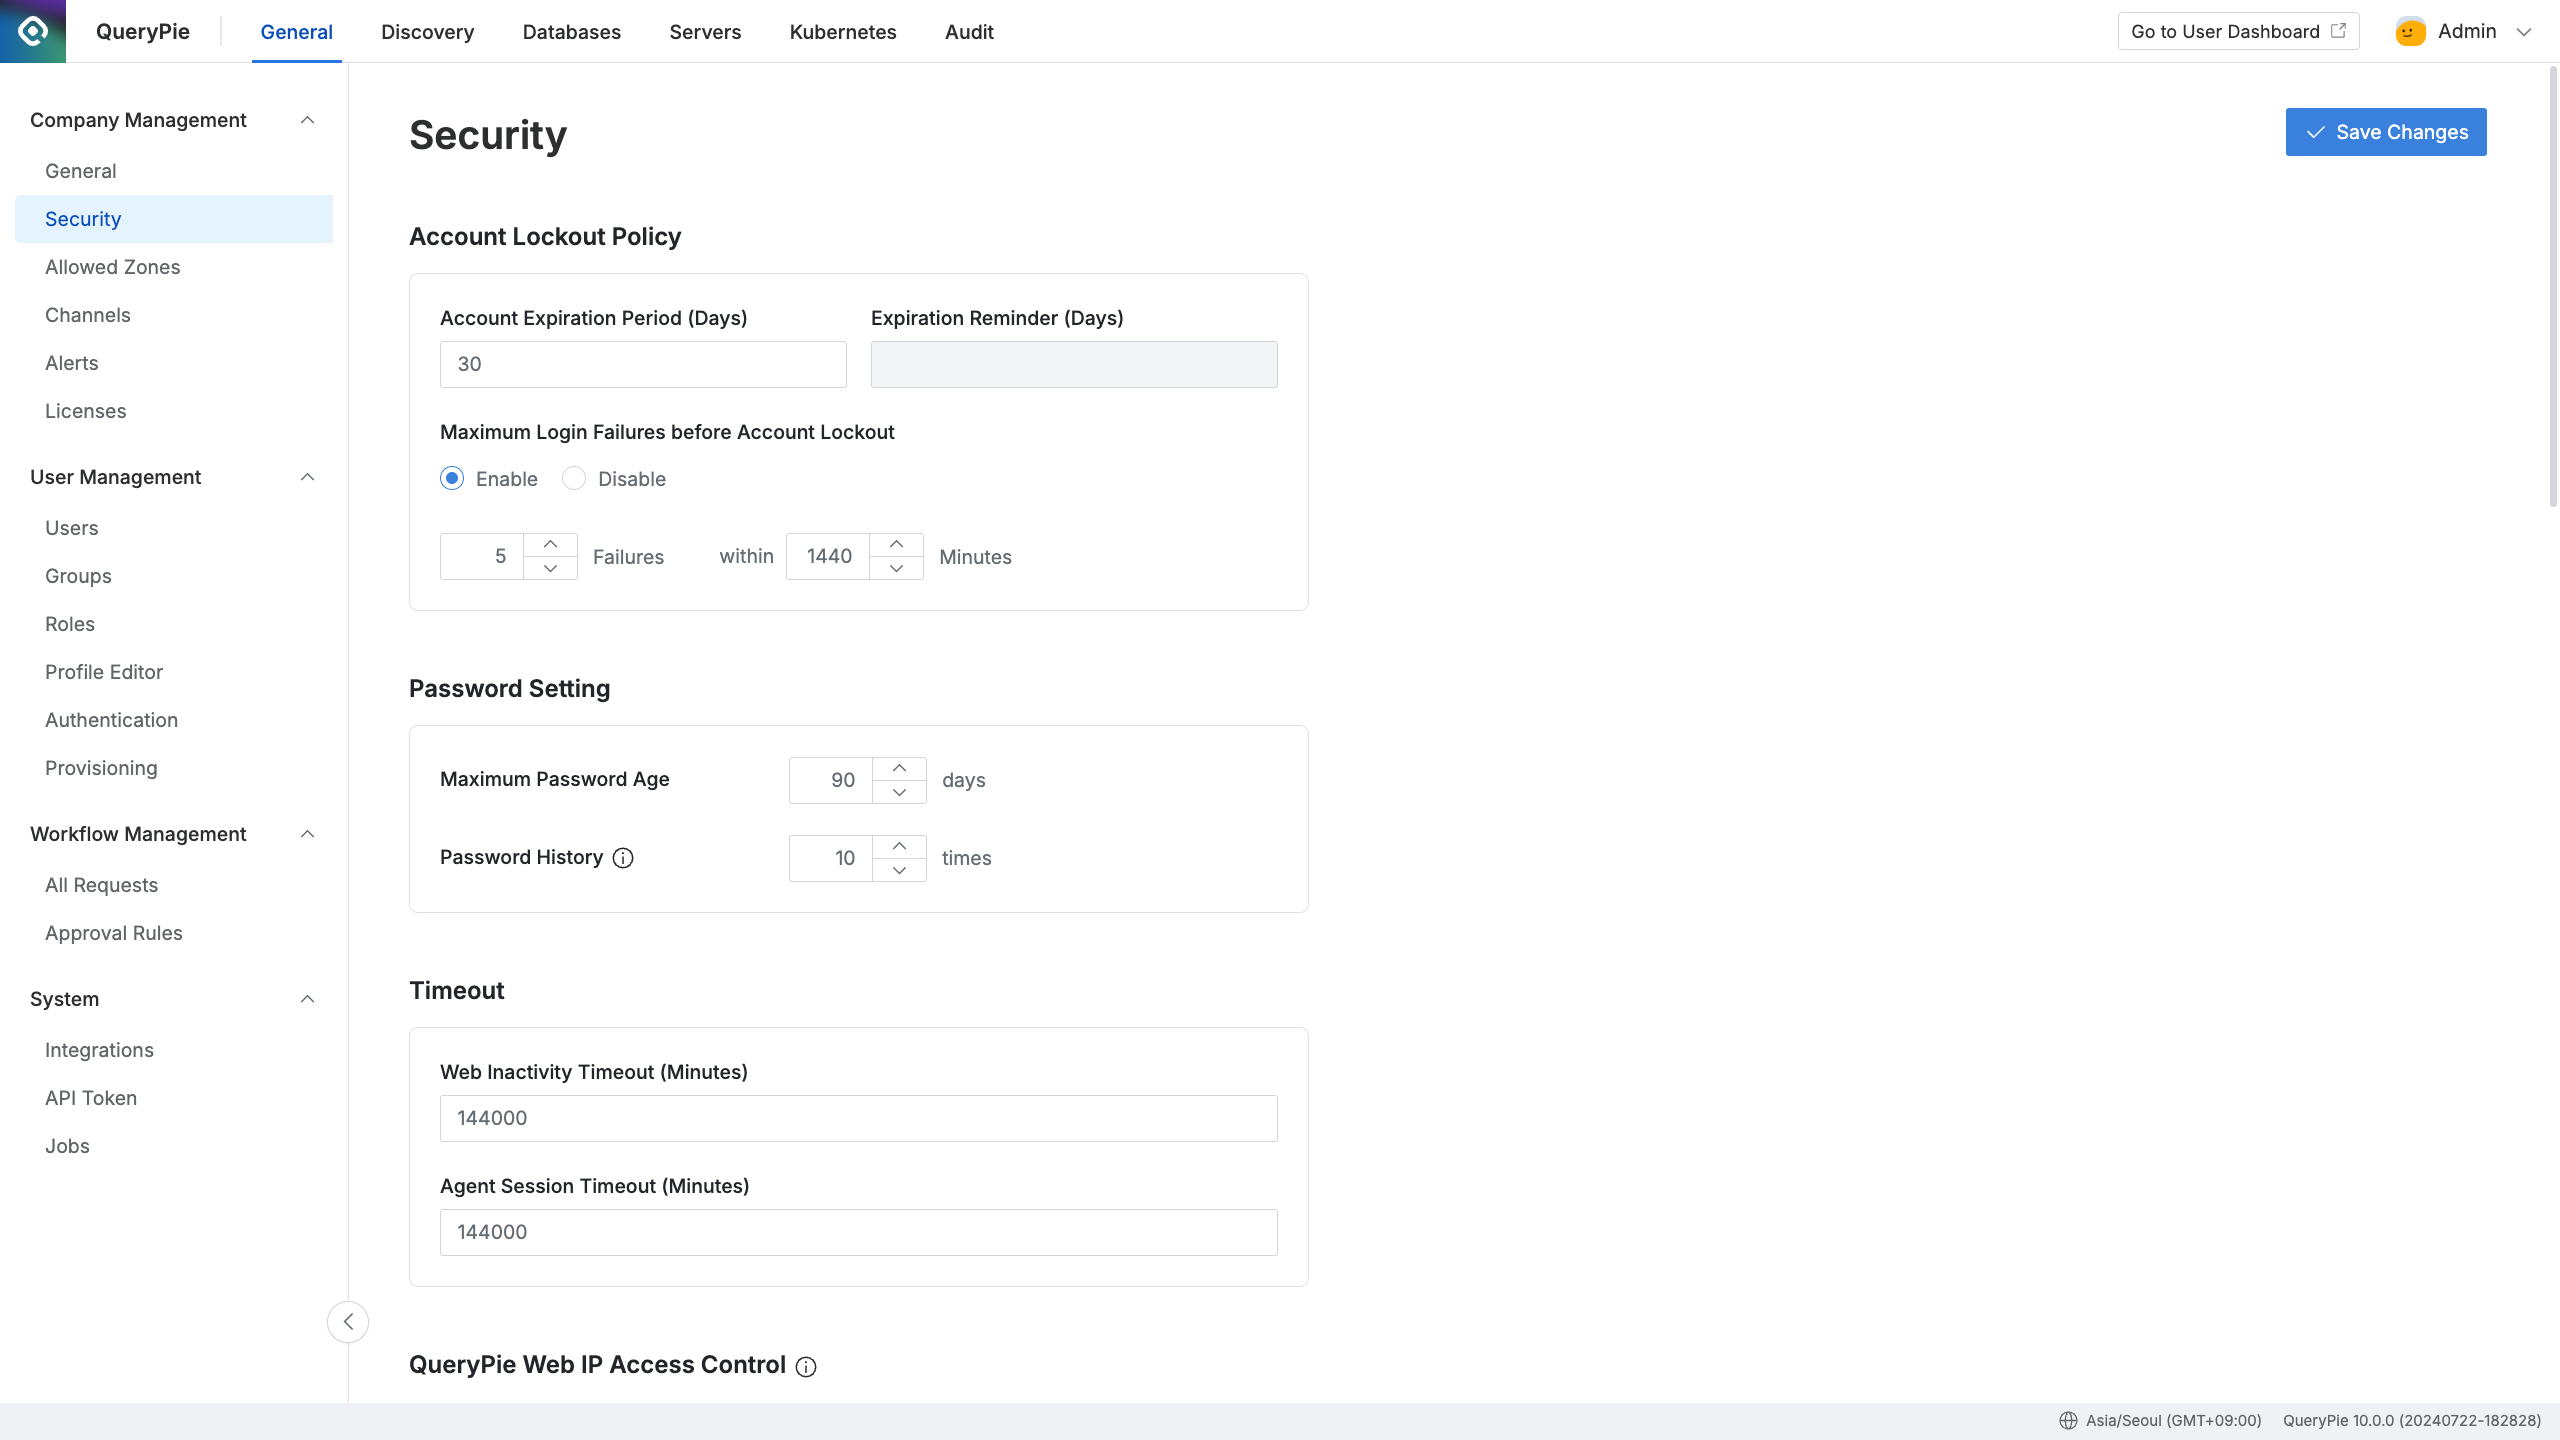 QueryPie
General
Discovery
Databases
Servers
Kubernetes
Audit
Go to User Dashboard
Admin
Company Management
General
Security
Allowed Zones
Channels
Alerts
Licenses
User Management
Users
Groups
Roles
Profile Editor
Authentication
Provisioning
Workflow Management
All Requests
Approval Rules
System
Integrations
API Token
Jobs
Security
Save Changes
Account Lockout Policy
Account Expiration Period (Days)
Expiration Reminder (Days)
30
Maximum Login Failures before Account Lockout
Enable
Disable
5 Failures within 1440 Minutes
Password Setting
Maximum Password Age 90 days
Password History 10 times
Timeout
Web Inactivity Timeout (Minutes)
144000
Agent Session Timeout (Minutes)
144000
QueryPie Web IP Access Control
Asia/Seoul (GMT+09:00)
QueryPie 10.0.0 (20240722-182828)